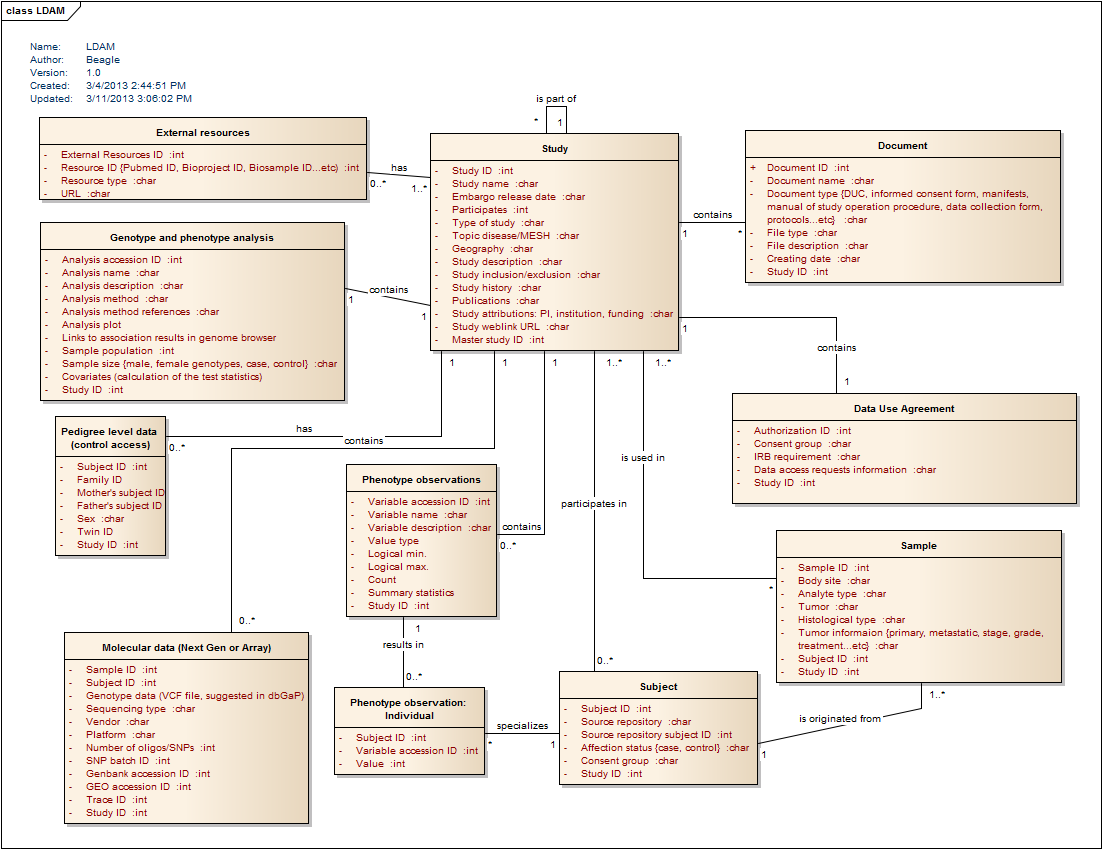 class LDAM
Name: LDAM
Author: Beagle
Version: 1.0
Created: 3/4/2013 2:44:51 PM
Updated: 3/11/2013 3:06:02 PM
is part of
* 1
External resources
- External Resources ID :int
- Resource ID {Pubmed ID, Bioproject ID, Biosample ID...etc} :int
- Resource type :char
- URL :char
has
0..* 1..*
Study
- Study ID :int
- Study name :char
- Embargo release date :char
- Participates :int
- Type of study :char
- Topic disease/MESH :char
- Geography :char
- Study description :char
- Study inclusion/exclusion :char
- Study history :char
- Publications :char
- Study attributions: PI, institution, funding :char
- Study weblink URL :char
- Master study ID :int
contains
1 *
Document
+ Document ID :int
- Document name :char
- Document type {DUC, informed consent form, manifests,
manual of study operation procedure, data collection form,
protocols...etc} :char
- File type :char
- File description :char
- Creating date :char
- Study ID :int
Genotype and phenotype analysis
- Analysis accession ID :int
- Analysis name :char
- Analysis description :char
- Analysis method :char
- Analysis method references :char
- Analysis plot
- Links to association results in genome browser
- Sample population :int
- Sample size {male, female genotypes, case, control} :char
- Covariates (calculation of the test statistics)
- Study ID :int
contains
1 1
1
contains
1
1 1 1 1..* 1..*
Data Use Agreement
- Authorization ID :int
- Consent group :char
- IRB requirement :char
- Data access requests information :char
- Study ID :int
Pedigree level data
(control access)
- Subject ID :int
- Family ID
- Mother's subject ID
- Father's subject ID
- Sex :char
- Twin ID
- Study ID :int
has
0..*
contains
0..*
Phenotype observations
- Variable accession ID :int
- Variable name :char
- Variable description :char
- Value type
- Logical min.
- Logical max.
- Count
- Summary statistics
- Study ID :int
contains
0..*
participates in
0..*
is used in
*
Sample
- Sample ID :int
- Body site :char
- Analyte type :char
- Tumor :char
- Histological type :char
- Tumor informaion {primary, metastatic, stage, grade,
treatment...etc} :char
- Subject ID :int
- Study ID :int
Molecular data (Next Gen or Array)
- Sample ID :int
- Subject ID :int
- Genotype data (VCF file, suggested in dbGaP)
- Sequencing type :char
- Vendor :char
- Platform :char
- Number of oligos/SNPs :int
- SNP batch ID :int
- Genbank accession ID :int
- GEO accession ID :int
- Trace ID :int
- Study ID :int
1
results in
0..*
Phenotype observation:
Individual
- Subject ID :int
- Variable accession ID :int
- Value :int
specializes
* 1
Subject
- Subject ID :int
- Source repository :char
- Source repository subject ID :int
- Affection status {case, control} :char
- Consent group :char
- Study ID :int
1..*
is originated from
1